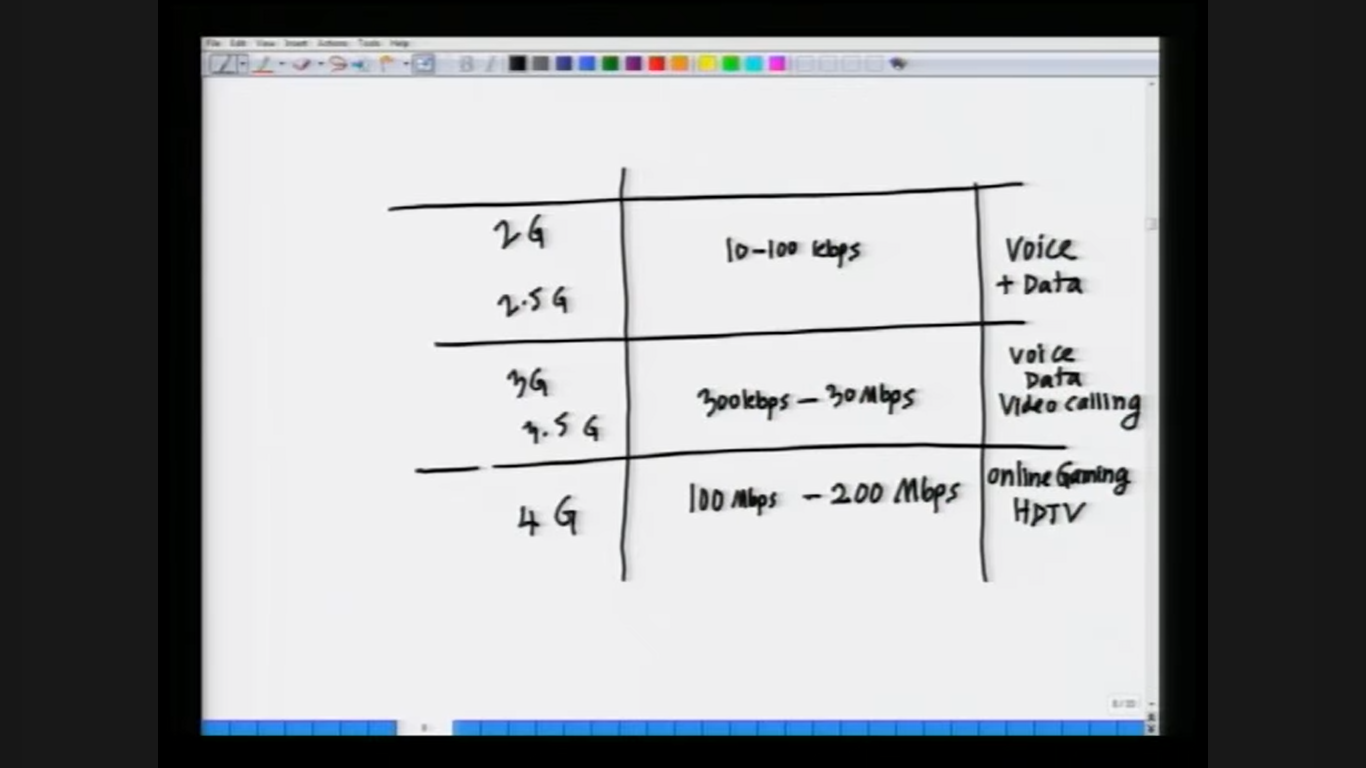 File Edit View Insert Actions Tools Help
B I
2G
10-100 kbps
Voice
+ Data
2.5G
3G
300kbps - 30Mbps
Voice
Data
Video calling
3.5G
4G
100 Mbps - 200 Mbps
online Gaming
HDTV